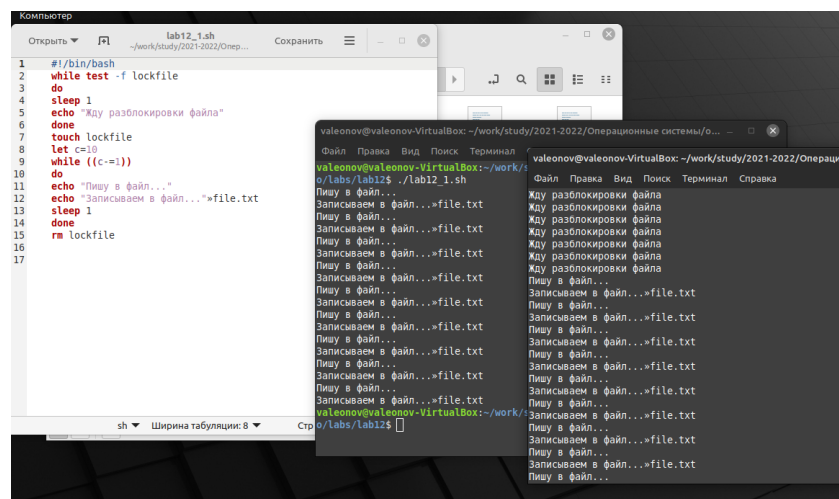 Компьютер
Открыть
lab12_1.sh
~/work/study/2021-2022/Опер...
Сохранить
1 #!/bin/bash
2 while test -f lockfile
3 do
4 sleep 1
5 echo "Жду разблокировки файла"
6 done
7 touch lockfile
8 let c=10
9 while ((c-=1))
10 do
11 echo "Пишу в файл..."
12 echo "Записываем в файл..."»file.txt
13 sleep 1
14 done
15 rm lockfile
16
17
sh Ширина табуляции: 8 Стр
valeonov@valeonov-VirtualBox: ~/work/study/2021-2022/Операционные системы/o...
Файл Правка Вид Поиск Терминал
valeonov@valeonov-VirtualBox:~/work/s
o/labs/lab12$ ./lab12_1.sh
Пишу в файл...
Записываем в файл...»file.txt
Пишу в файл...
Записываем в файл...»file.txt
Пишу в файл...
Записываем в файл...»file.txt
Пишу в файл...
Записываем в файл...»file.txt
Пишу в файл...
Записываем в файл...»file.txt
Пишу в файл...
Записываем в файл...»file.txt
Пишу в файл...
Записываем в файл...»file.txt
Пишу в файл...
Записываем в файл...»file.txt
Пишу в файл...
Записываем в файл...»file.txt
valeonov@valeonov-VirtualBox:~/work/s
o/labs/lab12$
valeonov@valeonov-VirtualBox: ~/work/study/2021-2022/Операци
Файл Правка Вид Поиск Терминал Справка
Жду разблокировки файла
Жду разблокировки файла
Жду разблокировки файла
Жду разблокировки файла
Жду разблокировки файла
Жду разблокировки файла
Жду разблокировки файла
Пишу в файл...
Записываем в файл...»file.txt
Пишу в файл...
Записываем в файл...»file.txt
Пишу в файл...
Записываем в файл...»file.txt
Пишу в файл...
Записываем в файл...»file.txt
Пишу в файл...
Записываем в файл...»file.txt
Пишу в файл...
Записываем в файл...»file.txt
Пишу в файл...
Записываем в файл...»file.txt
Пишу в файл...
Записываем в файл...»file.txt
Пишу в файл...